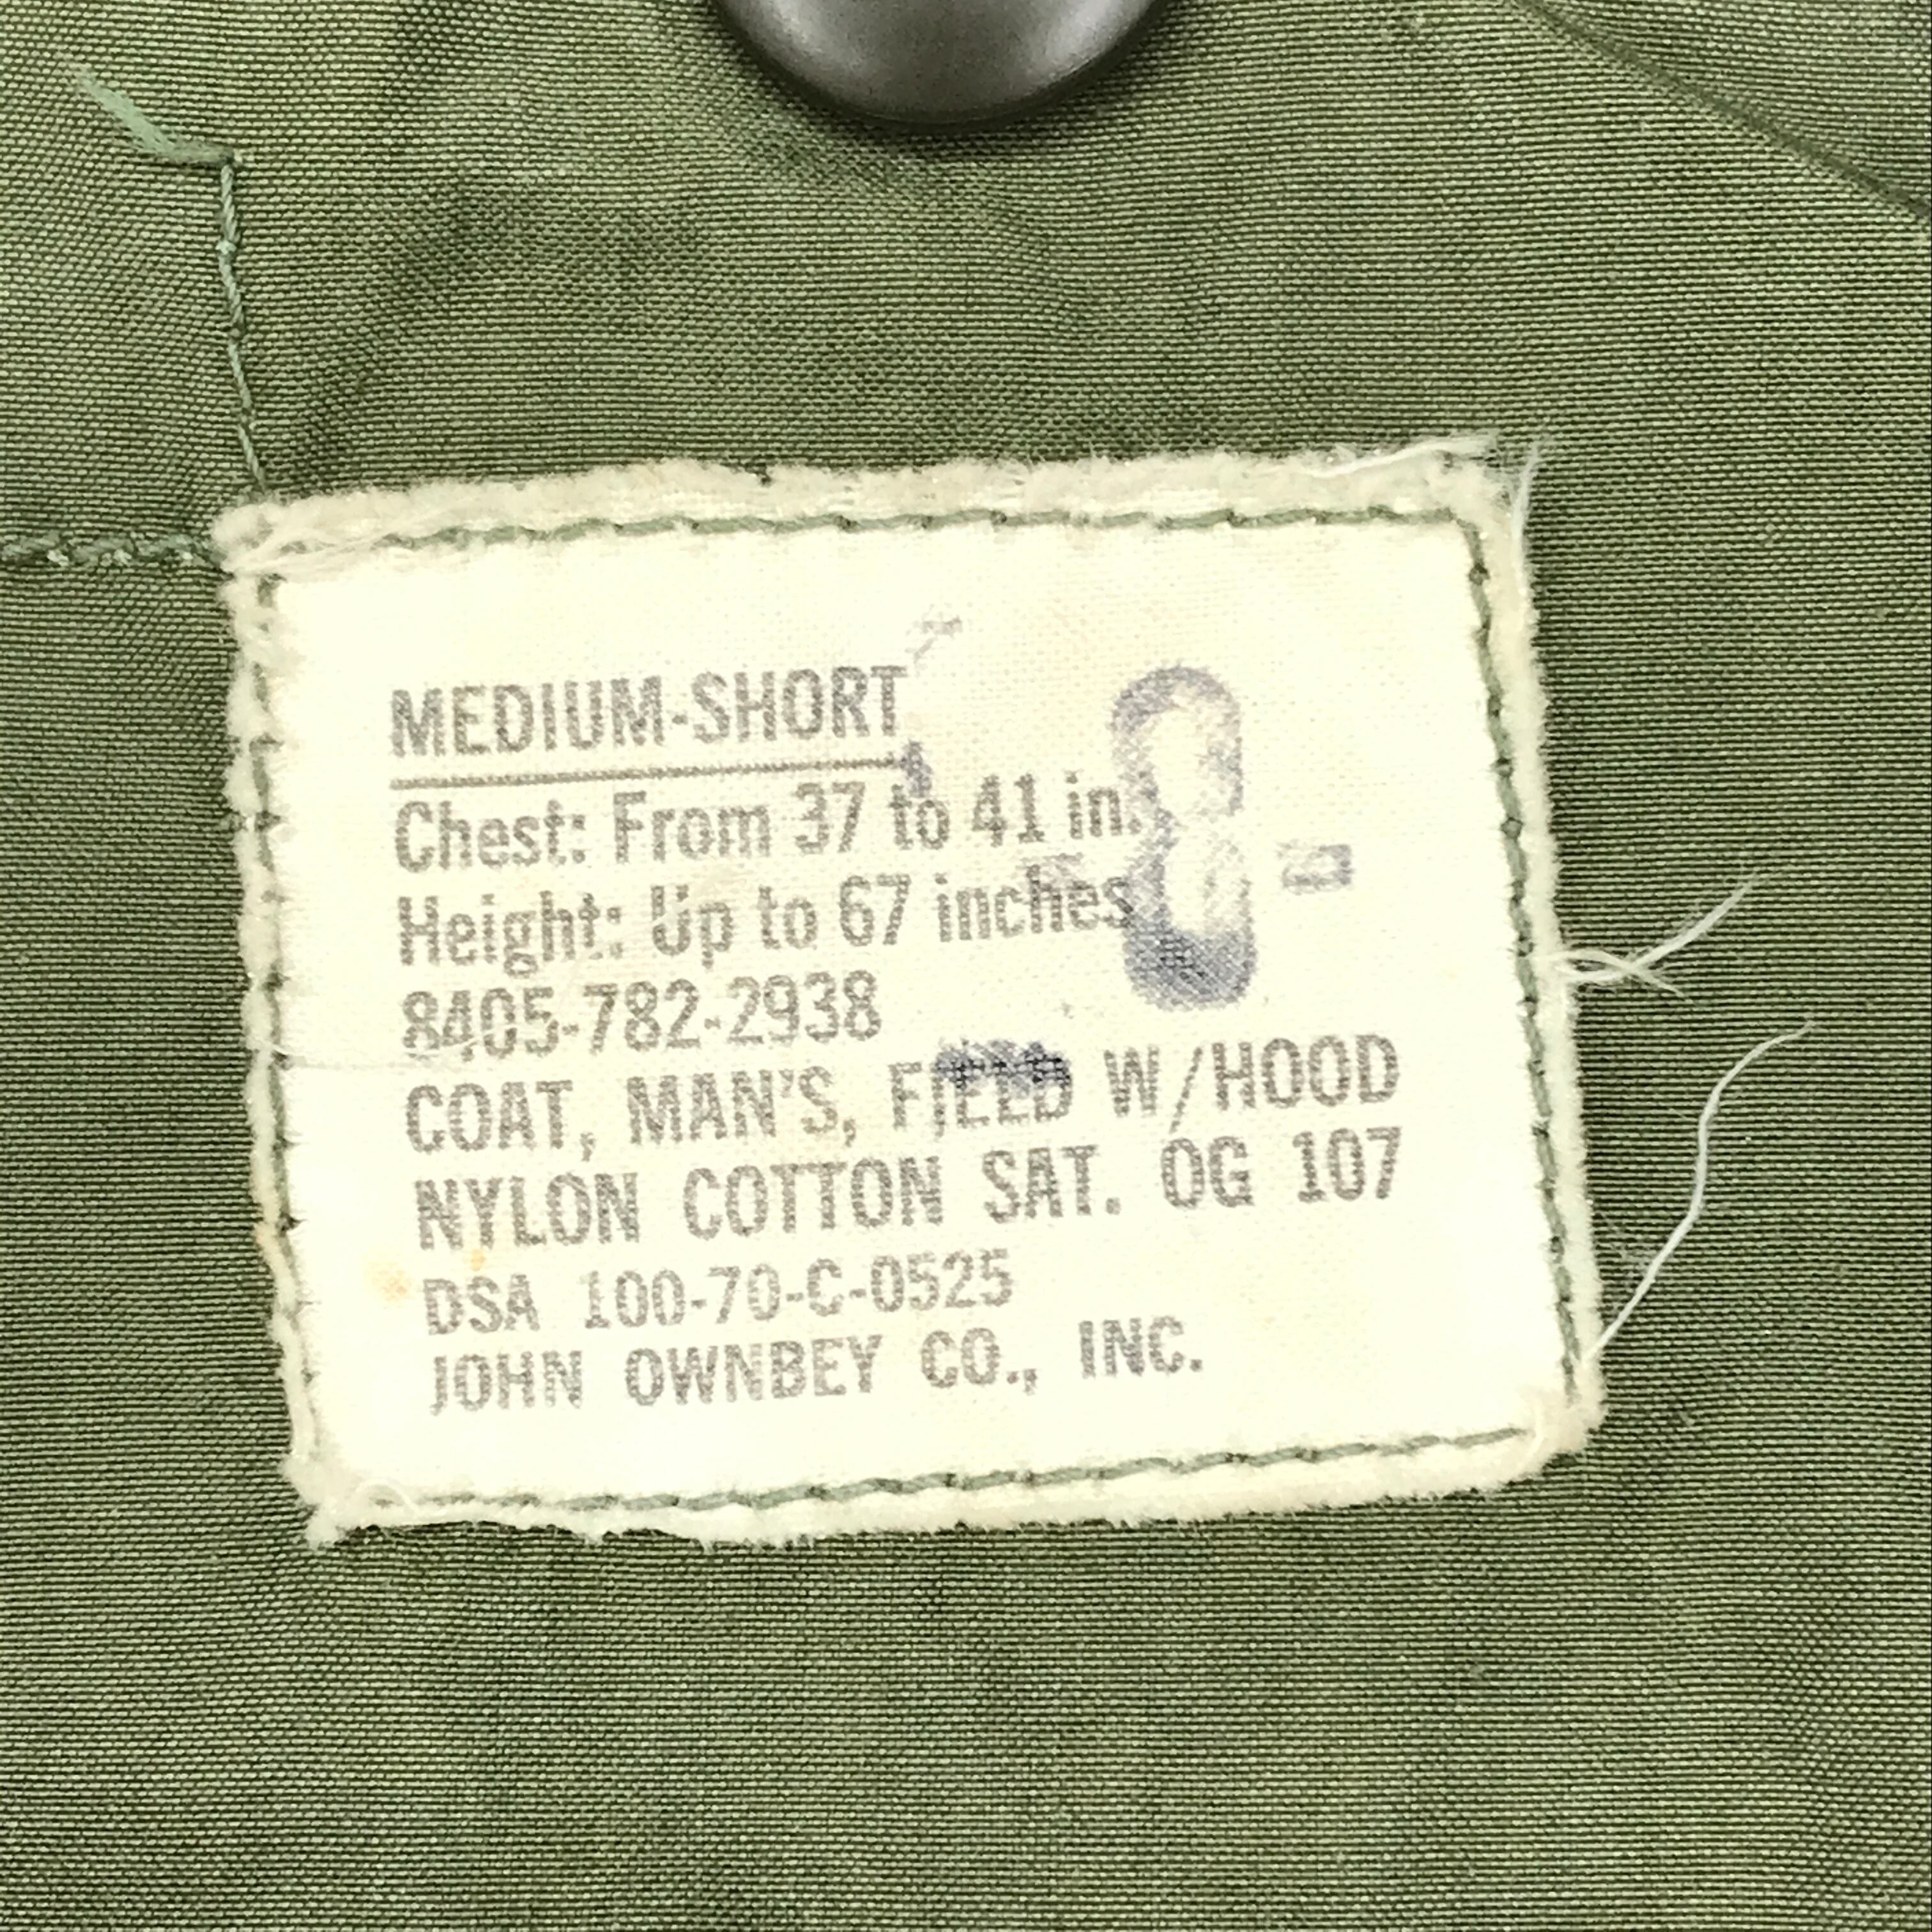 MEDIUM-SHORT
Chest: From 37 to 41 in.
Height: Up to 67 inches
8405-782-2938
COAT, MAN'S, FIELD W/HOOD
NYLON COTTON SAT. OG 107
DSA 100-70-C-0525
JOHN OWNBEY CO., INC.